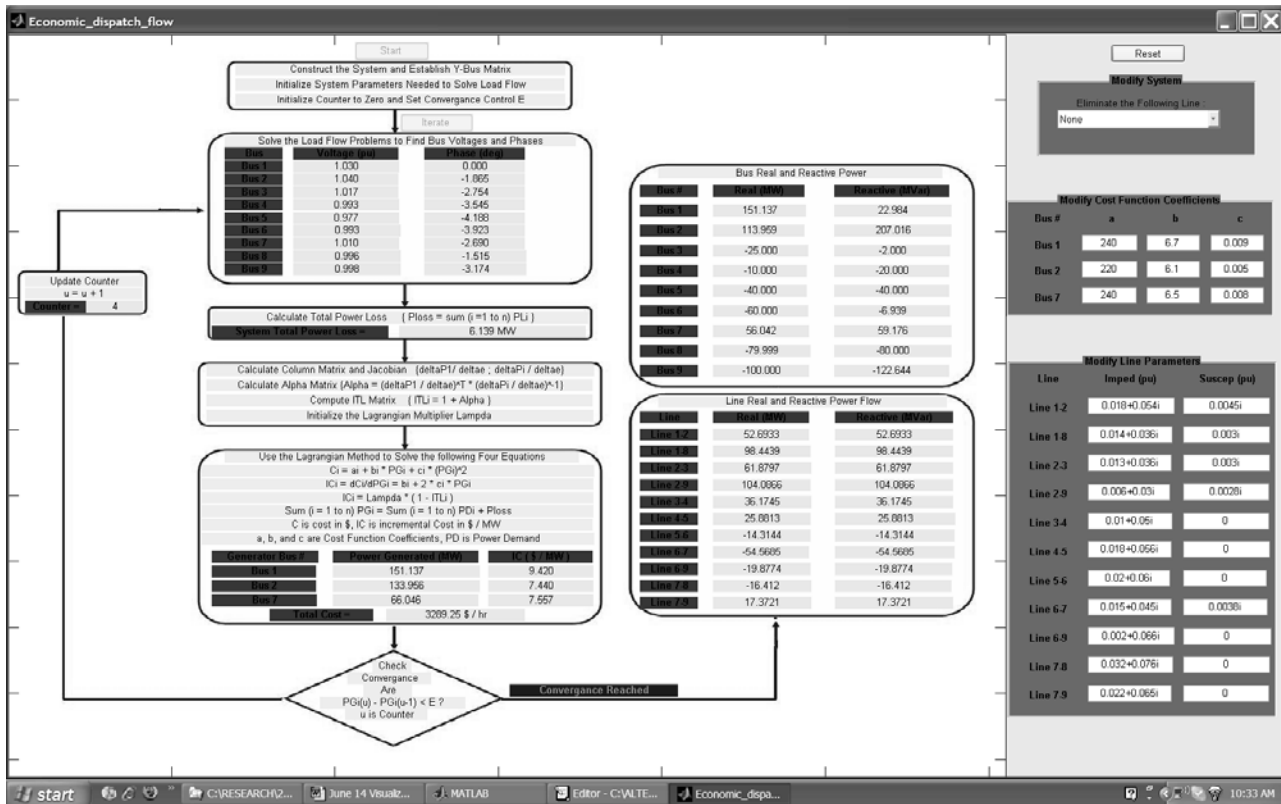 Economic_dispatch_flow
Start
Construct the System and Establish Y-Bus Matrix
Initialize System Parameters Needed to Solve Load Flow
Initialize Counter to Zero and Set Convergance Control E
Iterate
Solve the Load Flow Problems to Find Bus Voltages and Phases
Bus Voltage (pu) Phase (deg)
Bus 1 1.030 0.000
Bus 2 1.040 -1.865
Bus 3 1.017 -2.754
Bus 4 0.993 -3.545
Bus 5 0.977 -4.188
Bus 6 0.993 -3.923
Bus 7 1.010 -2.690
Bus 8 0.996 -1.515
Bus 9 0.998 -3.174
Update Counter
u = u + 1
Counter = 4
Calculate Total Power Loss ( Ploss = sum (i =1 to n) PLi )
System Total Power Loss = 6.139 MW
Calculate Column Matrix and Jacobian (deltaP1/ deltae ; deltaPi / deltae)
Calculate Alpha Matrix (Alpha = (deltaP1 / deltae)^T * (deltaPi / deltae)^-1)
Compute ITL Matrix ( ITLi = 1 + Alpha )
Initialize the Lagrangian Multiplier Lampda
Use the Lagrangian Method to Solve the following Four Equations
Ci = ai + bi * PGi + ci * (PGi)^2
ICi = dCi/dPGi = bi + 2 * ci * PGi
ICi = Lampda * ( 1 - ITLi )
Sum (i = 1 to n) PGi = Sum (i = 1 to n) PDi + Ploss
C is cost in $, IC is incremental Cost in $ / MW
a, b, and c are Cost Function Coefficients, PD is Power Demand
Generator Bus # Power Generated (MW) IC ( $ / MW )
Bus 1 151.137 9.420
Bus 2 133.956 7.440
Bus 7 66.046 7.557
Total Cost = 3289.25 $ / hr
Check
Convergance
Are
PGi(u) - PGi(u-1) < E ?
u is Counter
Convergance Reached
Bus Real and Reactive Power
Bus # Real (MW) Reactive (MVar)
Bus 1 151.137 22.984
Bus 2 113.959 207.016
Bus 3 -25.000 -2.000
Bus 4 -10.000 -20.000
Bus 5 -40.000 -40.000
Bus 6 -60.000 -6.939
Bus 7 56.042 59.176
Bus 8 -79.999 -80.000
Bus 9 -100.000 -122.644
Line Real and Reactive Power Flow
Line Real (MW) Reactive (MVar)
Line 1-2 52.6933 52.6933
Line 1-8 98.4439 98.4439
Line 2-3 61.8797 61.8797
Line 2-9 104.0866 104.0866
Line 3-4 36.1745 36.1745
Line 4-5 25.8813 25.8813
Line 5-6 -14.3144 -14.3144
Line 6-7 -54.5685 -54.5685
Line 6-9 -19.8774 -19.8774
Line 7-8 -16.412 -16.412
Line 7-9 17.3721 17.3721
Reset
Modify System
Eliminate the Following Line :
None
Modify Cost Function Coefficients
Bus # a b c
Bus 1 240 6.7 0.009
Bus 2 220 6.1 0.005
Bus 7 240 6.5 0.008
Modify Line Parameters
Line Imped (pu) Suscep (pu)
Line 1-2 0.018+0.054i 0.0045i
Line 1-8 0.014+0.036i 0.003i
Line 2-3 0.013+0.036i 0.003i
Line 2-9 0.006+0.03i 0.0028i
Line 3-4 0.01+0.05i 0
Line 4-5 0.018+0.056i 0
Line 5-6 0.02+0.06i 0
Line 6-7 0.015+0.045i 0.0038i
Line 6-9 0.002+0.066i 0
Line 7-8 0.032+0.076i 0
Line 7-9 0.022+0.065i 0
start C:\RESEARCH\2... June 14 Visualiz... MATLAB Editor - C:\ALTE... Economic_dispa... 10:33 AM